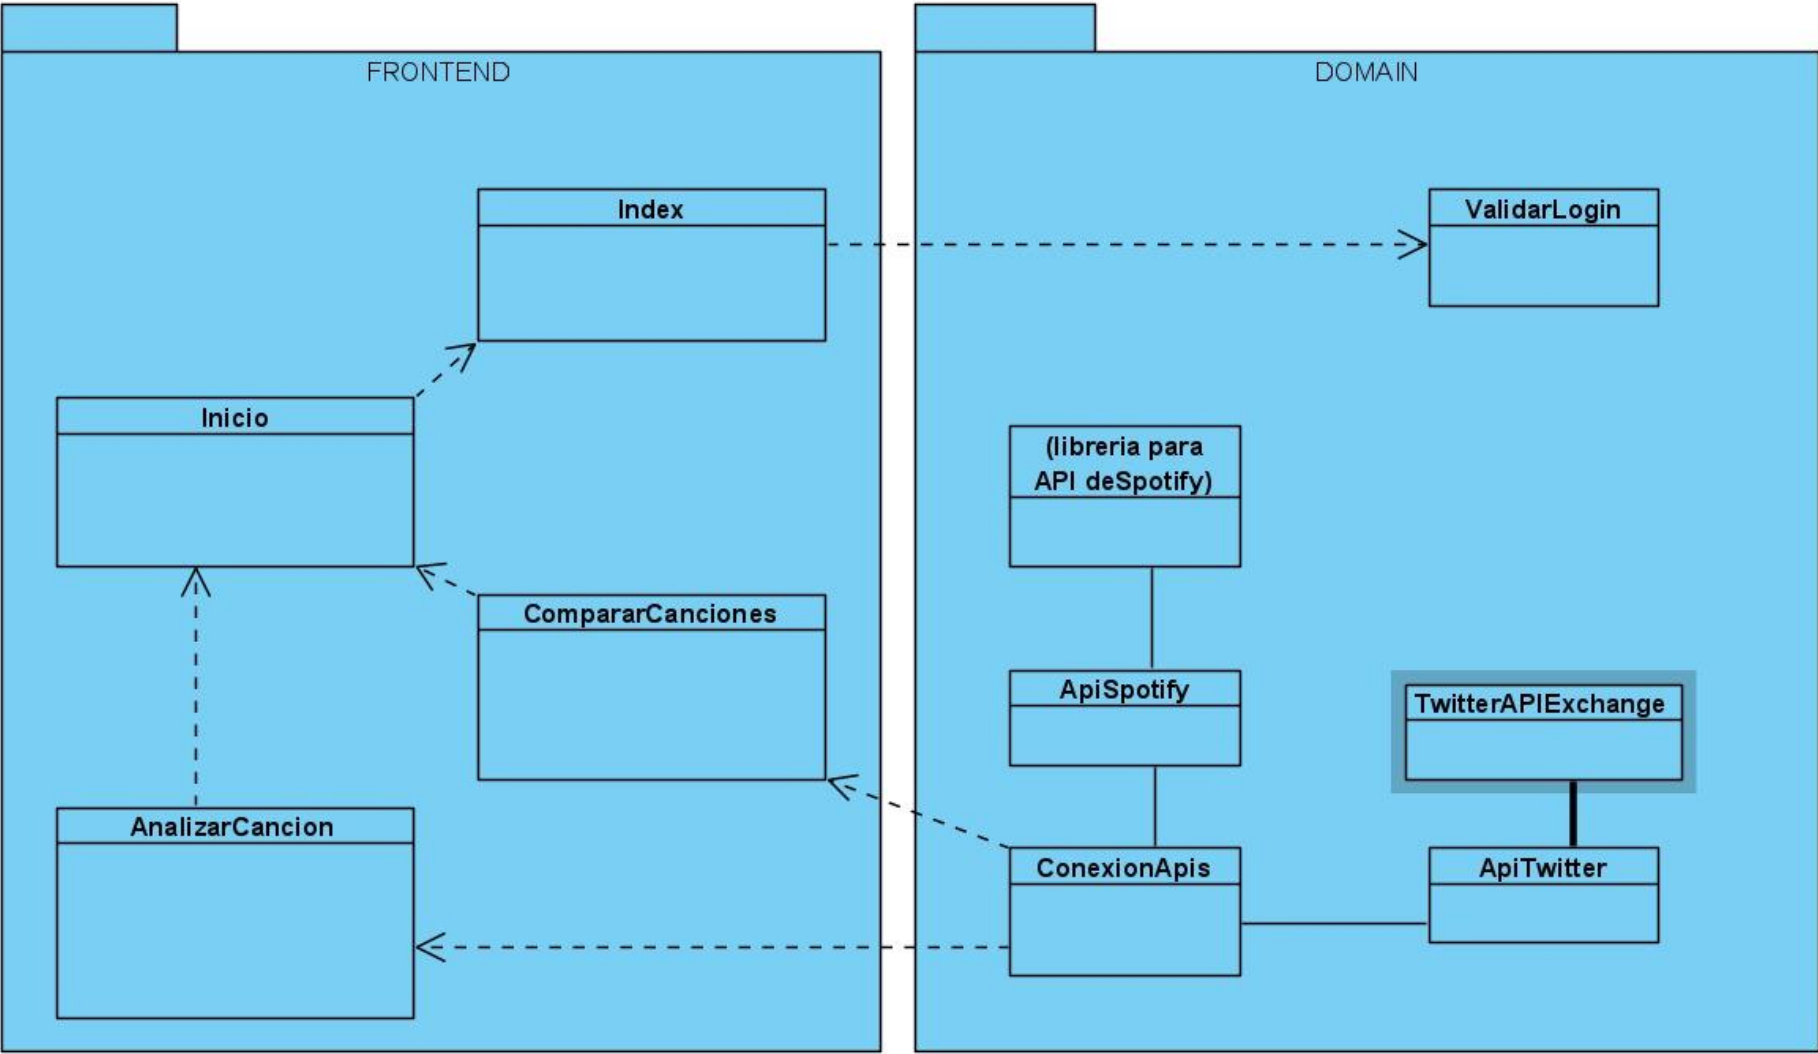 FRONTEND
Index
Inicio
CompararCanciones
AnalizarCancion
DOMAIN
ValidarLogin
(libreria para
API deSpotify)
ApiSpotify
TwitterAPIExchange
ConexionApis
ApiTwitter